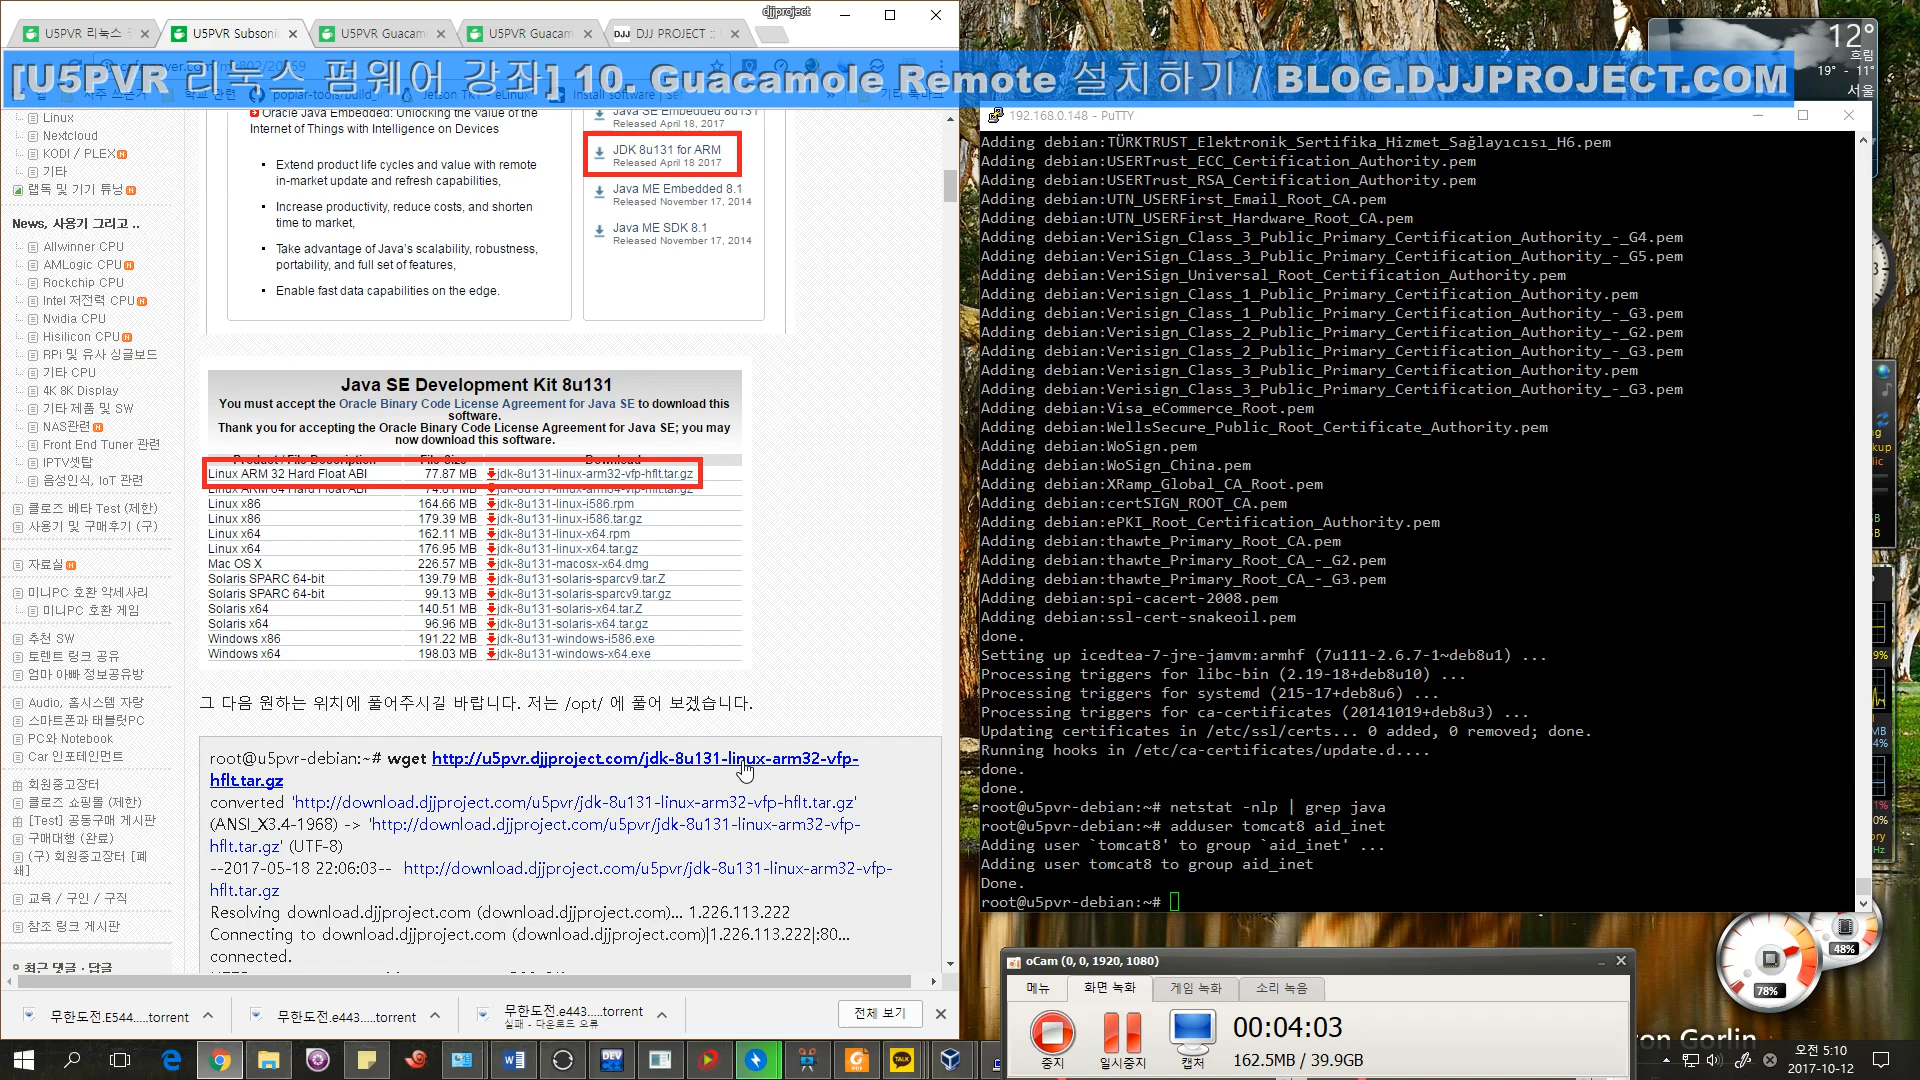 djjproject
U5PVR 리눅스
U5PVR Subsoni
U5PVR Guacam
U5PVR Guacam
DJJ DJJ PROJECT ::
[U5PVR 리눅스 펌웨어 강좌] 10. Guacamole Remote 설치하기 / BLOG.DJJPROJECT.COM
12°
흐림
19° - 11°
서울
Linux
Nextcloud
KODI / PLEX
기타
랩독 및 기기 튜닝
News, 사용기 그리고 ..
Allwinner CPU
AMLogic CPU
Rockchip CPU
Intel 저전력 CPU
Nvidia CPU
Hisilicon CPU
RPi 및 유사 싱글보드
기타 CPU
4K 8K Display
기타 제품 및 SW
NAS관련
Front End Tuner 관련
IPTV셋탑
음성인식, IoT 관련
클로즈 베타 Test (제한)
사용기 및 구매후기 (구)
자료실
미니PC 호환 악세사리
미니PC 호환 게임
추천 SW
토렌트 링크 공유
엄마 아빠 정보공유방
Audio, 홈시스템 자랑
스마트폰과 태블릿PC
PC와 Notebook
Car 인포테인먼트
회원중고장터
클로즈 쇼핑몰 (제한)
[Test] 공동구매 게시판
구매대행 (완료)
(구) 회원중고장터 [폐
쇄]
교육 / 구인 / 구직
참조 링크 게시판
최근 댓글 · 답글
Oracle Java Embedded: Unlocking the Value of the
Internet of Things with Intelligence on Devices
Extend product life cycles and value with remote
in-market update and refresh capabilities,
Increase productivity, reduce costs, and shorten
time to market,
Take advantage of Java's scalability, robustness,
portability, and full set of features,
Enable fast data capabilities on the edge.
Java SE Embedded 8u131
Released April 18, 2017
JDK 8u131 for ARM
Released April 18 2017
Java ME Embedded 8.1
Released November 17, 2014
Java ME SDK 8.1
Released November 17, 2014
Java SE Development Kit 8u131
You must accept the Oracle Binary Code License Agreement for Java SE to download this
software.
Thank you for accepting the Oracle Binary Code License Agreement for Java SE; you may
now download this software.
Product / File Description File Size Download
Linux ARM 32 Hard Float ABI 77.87 MB jdk-8u131-linux-arm32-vfp-hflt.tar.gz
Linux ARM 64 Hard Float ABI 74.81 MB jdk-8u131-linux-arm64-vfp-hflt.tar.gz
Linux x86 164.66 MB jdk-8u131-linux-i586.rpm
Linux x86 179.39 MB jdk-8u131-linux-i586.tar.gz
Linux x64 162.11 MB jdk-8u131-linux-x64.rpm
Linux x64 176.95 MB jdk-8u131-linux-x64.tar.gz
Mac OS X 226.57 MB jdk-8u131-macosx-x64.dmg
Solaris SPARC 64-bit 139.79 MB jdk-8u131-solaris-sparcv9.tar.Z
Solaris SPARC 64-bit 99.13 MB jdk-8u131-solaris-sparcv9.tar.gz
Solaris x64 140.51 MB jdk-8u131-solaris-x64.tar.Z
Solaris x64 96.96 MB jdk-8u131-solaris-x64.tar.gz
Windows x86 191.22 MB jdk-8u131-windows-i586.exe
Windows x64 198.03 MB jdk-8u131-windows-x64.exe
그 다음 원하는 위치에 풀어주시길 바랍니다. 저는 /opt/ 에 풀어 보겠습니다.
root@u5pvr-debian:~# wget http://u5pvr.djjproject.com/jdk-8u131-linux-arm32-vfp-
hflt.tar.gz
converted 'http://download.djjproject.com/u5pvr/jdk-8u131-linux-arm32-vfp-hflt.tar.gz'
(ANSI_X3.4-1968) -> 'http://download.djjproject.com/u5pvr/jdk-8u131-linux-arm32-vfp-
hflt.tar.gz' (UTF-8)
--2017-05-18 22:06:03-- http://download.djjproject.com/u5pvr/jdk-8u131-linux-arm32-vfp-
hflt.tar.gz
Resolving download.djjproject.com (download.djjproject.com)... 1.226.113.222
Connecting to download.djjproject.com (download.djjproject.com)|1.226.113.222|:80...
connected.
무한도전.E544.....torrent
무한도전.e443.....torrent
무한도전.e443.....torrent
실패 - 다운로드 오류
전체 보기
192.168.0.148 - PuTTY
Adding debian:TÜRKTRUST_Elektronik_Sertifika_Hizmet_Sağlayıcısı_H6.pem
Adding debian:USERTrust_ECC_Certification_Authority.pem
Adding debian:USERTrust_RSA_Certification_Authority.pem
Adding debian:UTN_USERFirst_Email_Root_CA.pem
Adding debian:UTN_USERFirst_Hardware_Root_CA.pem
Adding debian:VeriSign_Class_3_Public_Primary_Certification_Authority_-_G4.pem
Adding debian:VeriSign_Class_3_Public_Primary_Certification_Authority_-_G5.pem
Adding debian:VeriSign_Universal_Root_Certification_Authority.pem
Adding debian:Verisign_Class_1_Public_Primary_Certification_Authority.pem
Adding debian:Verisign_Class_1_Public_Primary_Certification_Authority_-_G3.pem
Adding debian:Verisign_Class_2_Public_Primary_Certification_Authority_-_G2.pem
Adding debian:Verisign_Class_2_Public_Primary_Certification_Authority_-_G3.pem
Adding debian:Verisign_Class_3_Public_Primary_Certification_Authority.pem
Adding debian:Verisign_Class_3_Public_Primary_Certification_Authority_-_G3.pem
Adding debian:Visa_eCommerce_Root.pem
Adding debian:WellsSecure_Public_Root_Certificate_Authority.pem
Adding debian:WoSign.pem
Adding debian:WoSign_China.pem
Adding debian:XRamp_Global_CA_Root.pem
Adding debian:certSIGN_ROOT_CA.pem
Adding debian:ePKI_Root_Certification_Authority.pem
Adding debian:thawte_Primary_Root_CA.pem
Adding debian:thawte_Primary_Root_CA_-_G2.pem
Adding debian:thawte_Primary_Root_CA_-_G3.pem
Adding debian:spi-cacert-2008.pem
Adding debian:ssl-cert-snakeoil.pem
done.
Setting up icedtea-7-jre-jamvm:armhf (7u111-2.6.7-1~deb8u1) ...
Processing triggers for libc-bin (2.19-18+deb8u10) ...
Processing triggers for systemd (215-17+deb8u6) ...
Processing triggers for ca-certificates (20141019+deb8u3) ...
Updating certificates in /etc/ssl/certs... 0 added, 0 removed; done.
Running hooks in /etc/ca-certificates/update.d....
done.
done.
root@u5pvr-debian:~# netstat -nlp | grep java
root@u5pvr-debian:~# adduser tomcat8 aid_inet
Adding user `tomcat8' to group `aid_inet' ...
Adding user tomcat8 to group aid_inet
Done.
root@u5pvr-debian:~#
oCam (0, 0, 1920, 1080)
메뉴
화면 녹화
게임 녹화
소리 녹음
중지
일시중지
캡처
00:04:03
162.5MB / 39.9GB
48%
78%
on Gorlin
오전 5:10
2017-10-12